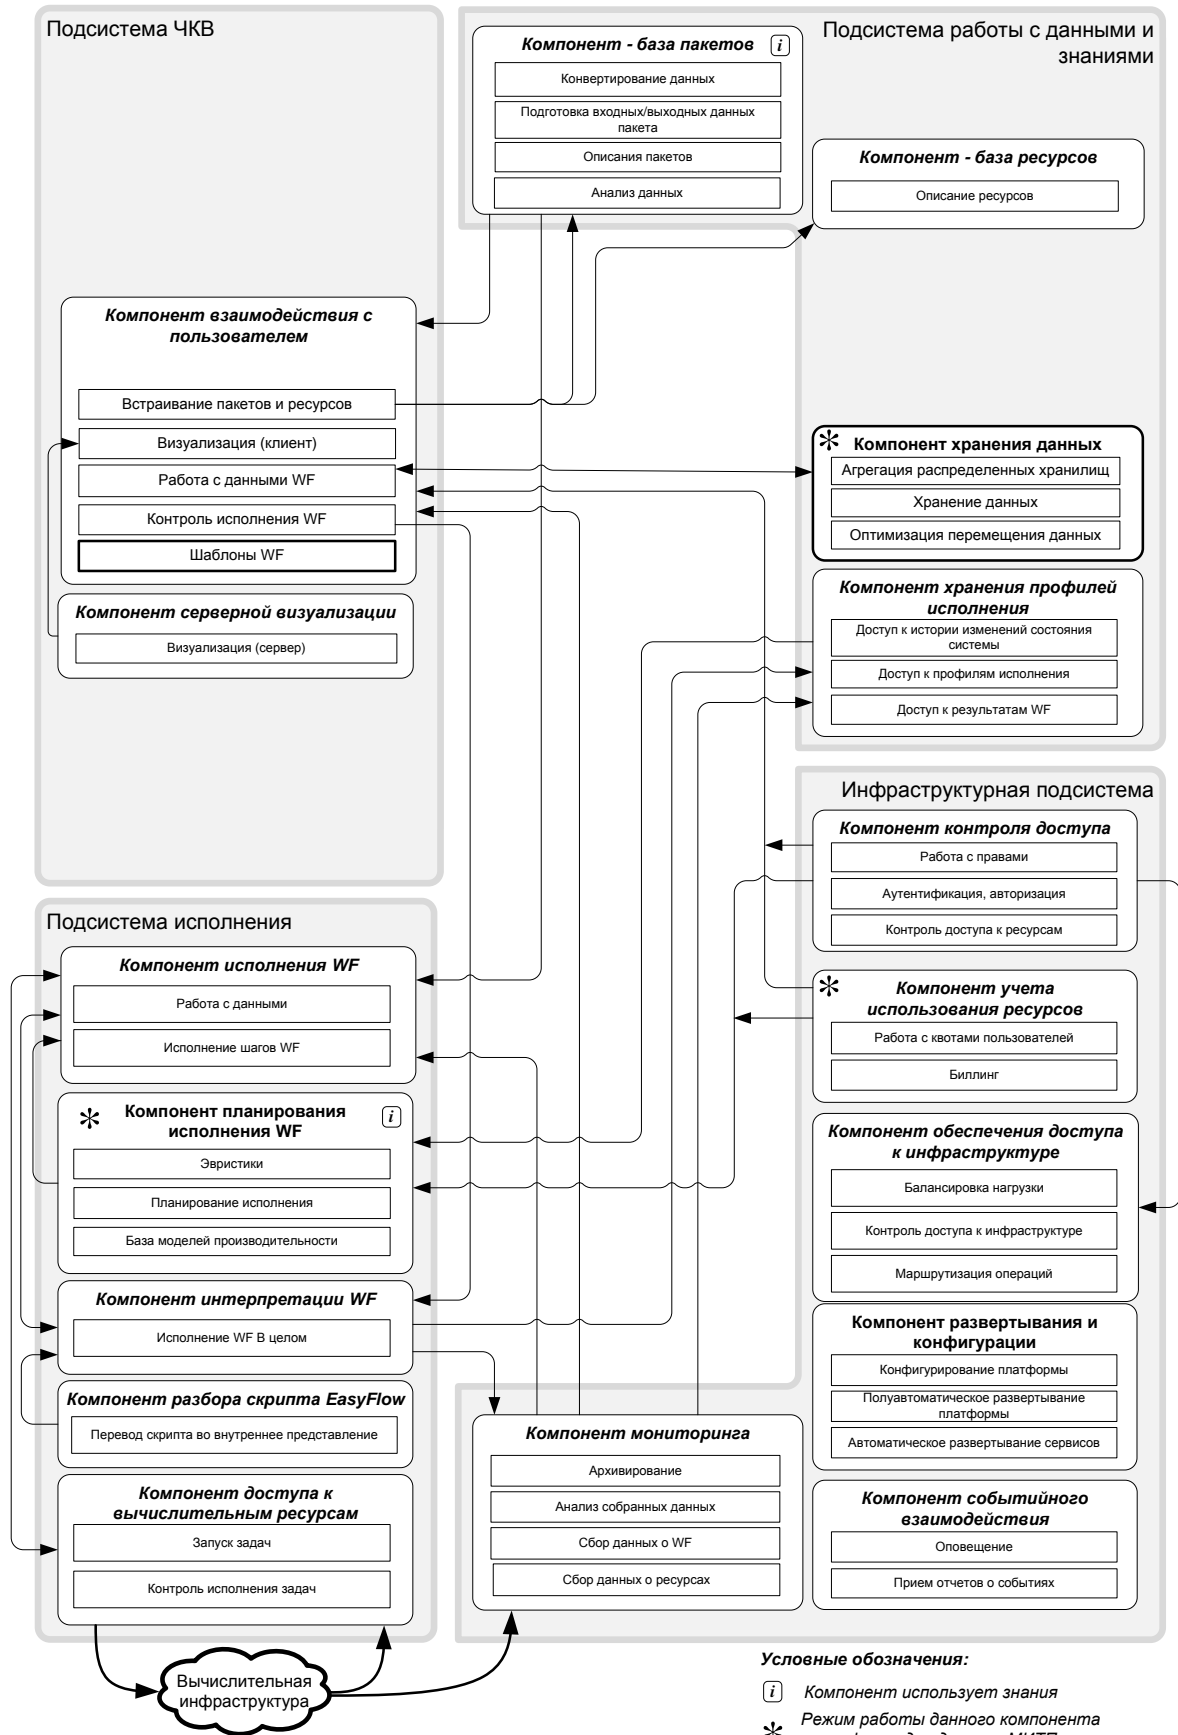 Подсистема ЧКВ
Компонент взаимодействия с
пользователем
Встраивание пакетов и ресурсов
Визуализация (клиент)
Работа с данными WF
Контроль исполнения WF
Шаблоны WF
Компонент серверной визуализации
Визуализация (сервер)
Подсистема работы с данными и
знаниями
Компонент - база пакетов
i
Конвертирование данных
Подготовка входных/выходных данных
пакета
Описания пакетов
Анализ данных
Компонент - база ресурсов
Описание ресурсов
* Компонент хранения данных
Агрегация распределенных хранилищ
Хранение данных
Оптимизация перемещения данных
Компонент хранения профилей
исполнения
Доступ к истории изменений состояния
системы
Доступ к профилям исполнения
Доступ к результатам WF
Подсистема исполнения
Компонент исполнения WF
Работа с данными
Исполнение шагов WF
* Компонент планирования
исполнения WF
i
Эвристики
Планирование исполнения
База моделей производительности
Компонент интерпретации WF
Исполнение WF В целом
Компонент разбора скрипта EasyFlow
Перевод скрипта во внутреннее представление
Компонент доступа к
вычислительным ресурсам
Запуск задач
Контроль исполнения задач
Вычислительная
инфраструктура
Инфраструктурная подсистема
Компонент контроля доступа
Работа с правами
Аутентификация, авторизация
Контроль доступа к ресурсам
* Компонент учета
использования ресурсов
Работа с квотами пользователей
Биллинг
Компонент обеспечения доступа
к инфраструктуре
Балансировка нагрузки
Контроль доступа к инфраструктуре
Маршрутизация операций
Компонент развертывания и
конфигурации
Конфигурирование платформы
Полуавтоматическое развертывание
платформы
Автоматическое развертывание сервисов
Компонент событийного
взаимодействия
Оповещение
Прием отчетов о событиях
Компонент мониторинга
Архивирование
Анализ собранных данных
Сбор данных о WF
Сбор данных о ресурсах
Условные обозначения:
i Компонент использует знания
* Режим работы данного компонента